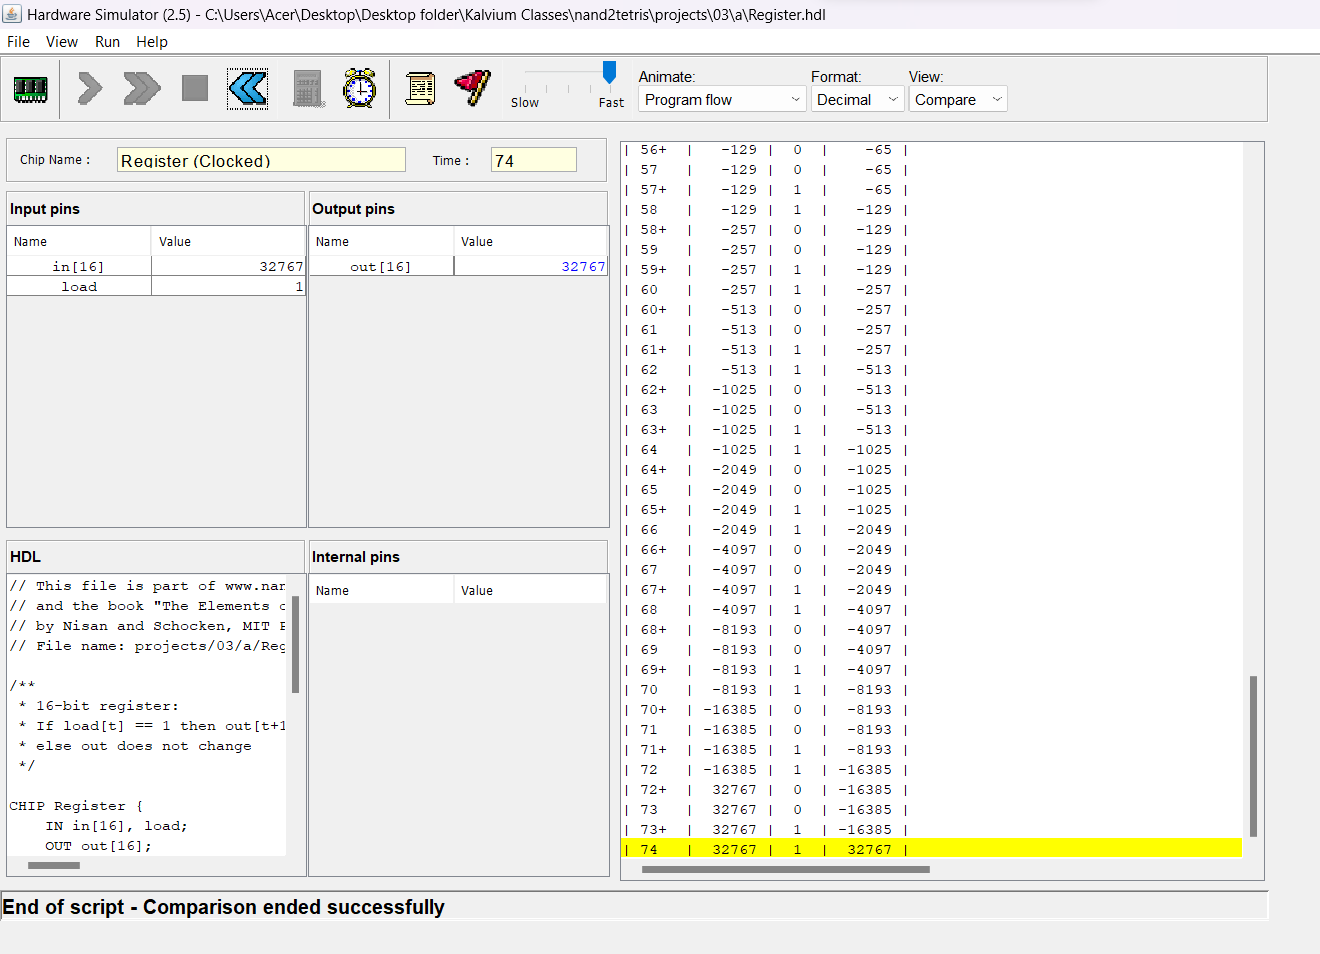 Hardware Simulator (2.5) - C:\Users\Acer\Desktop\Desktop folder\Kalvium Classes\nand2tetris\projects\03\a\Register.hdl
File View Run Help
Slow Fast
Animate:
Program flow
Format:
Decimal
View:
Compare
Chip Name : Register (Clocked) Time : 74
Input pins
Name Value
in[16] 32767
load 1
Output pins
Name Value
out[16] 32767
HDL
// This file is part of www.nan
// and the book "The Elements o
// by Nisan and Schocken, MIT P
// File name: projects/03/a/Reg
/**
* 16-bit register:
* If load[t] == 1 then out[t+1
* else out does not change
*/
CHIP Register {
IN in[16], load;
OUT out[16];
Internal pins
Name Value
| 56+ | -129 | 0 | -65 |
| 57 | -129 | 0 | -65 |
| 57+ | -129 | 1 | -65 |
| 58 | -129 | 1 | -129 |
| 58+ | -257 | 0 | -129 |
| 59 | -257 | 0 | -129 |
| 59+ | -257 | 1 | -129 |
| 60 | -257 | 1 | -257 |
| 60+ | -513 | 0 | -257 |
| 61 | -513 | 0 | -257 |
| 61+ | -513 | 1 | -257 |
| 62 | -513 | 1 | -513 |
| 62+ | -1025 | 0 | -513 |
| 63 | -1025 | 0 | -513 |
| 63+ | -1025 | 1 | -513 |
| 64 | -1025 | 1 | -1025 |
| 64+ | -2049 | 0 | -1025 |
| 65 | -2049 | 0 | -1025 |
| 65+ | -2049 | 1 | -1025 |
| 66 | -2049 | 1 | -2049 |
| 66+ | -4097 | 0 | -2049 |
| 67 | -4097 | 0 | -2049 |
| 67+ | -4097 | 1 | -2049 |
| 68 | -4097 | 1 | -4097 |
| 68+ | -8193 | 0 | -4097 |
| 69 | -8193 | 0 | -4097 |
| 69+ | -8193 | 1 | -4097 |
| 70 | -8193 | 1 | -8193 |
| 70+ | -16385 | 0 | -8193 |
| 71 | -16385 | 0 | -8193 |
| 71+ | -16385 | 1 | -8193 |
| 72 | -16385 | 1 | -16385 |
| 72+ | 32767 | 0 | -16385 |
| 73 | 32767 | 0 | -16385 |
| 73+ | 32767 | 1 | -16385 |
| 74 | 32767 | 1 | 32767 |
End of script - Comparison ended successfully